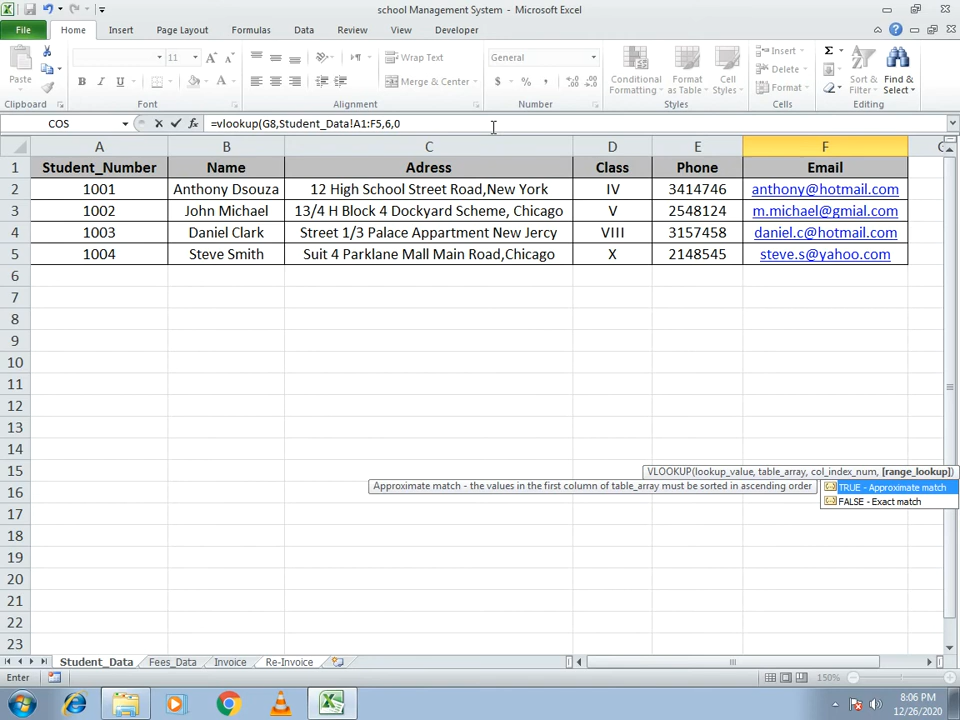 school Management System - Microsoft Excel
File Home Insert Page Layout Formulas Data Review View Developer
Paste
11 A A
Wrap Text
General
Conditional Formatting
Format as Table
Cell Styles
Insert
Delete
Format
Σ
Sort & Filter
Find & Select
B I U A
Merge & Center
$ % ,
Clipboard Font Alignment Number Styles Cells Editing
COS fx =vlookup(G8,Student_Data!A1:F5,6,0
A B C D E F G
1 Student_Number Name Adress Class Phone Email
2 1001 Anthony Dsouza 12 High School Street Road,New York IV 3414746 anthony@hotmail.com
3 1002 John Michael 13/4 H Block 4 Dockyard Scheme, Chicago V 2548124 m.michael@gmial.com
4 1003 Daniel Clark Street 1/3 Palace Appartment New Jercy VIII 3157458 daniel.c@hotmail.com
5 1004 Steve Smith Suit 4 Parklane Mall Main Road,Chicago X 2148545 steve.s@yahoo.com
6
7
8
9
10
11
12
13
14
15
VLOOKUP(lookup_value, table_array, col_index_num, [range_lookup])
Approximate match - the values in the first column of table_array must be sorted in ascending order
TRUE - Approximate match
16
FALSE - Exact match
17
18
19
20
21
22
23
Student_Data Fees_Data Invoice Re-Invoice
Enter 150%
8:06 PM
12/26/2020